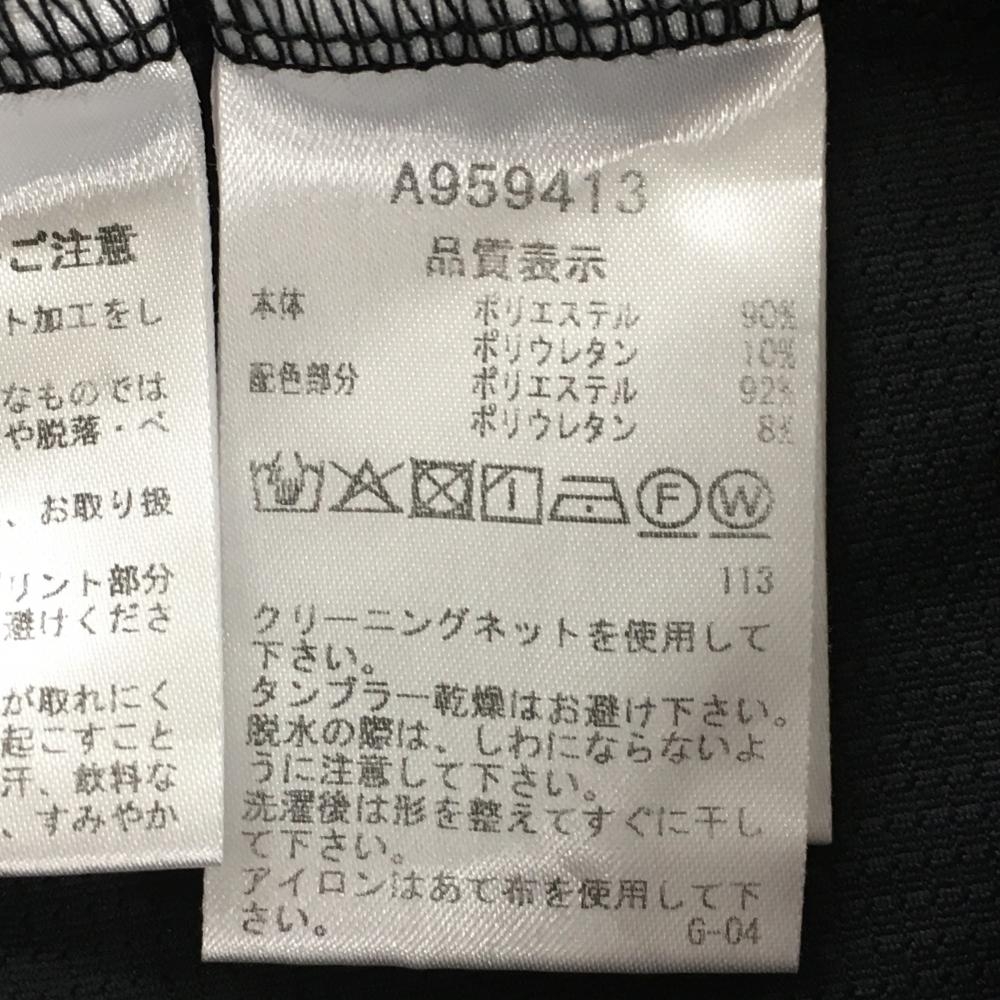 ご注意
ト加工をし
なものでは
や脱落・ベ
、お取り扱
リント部分
避けくださ
が取れにく
起こすこと
汗、飲料な
、すみやか
A959413
品質表示
本体 ポリエステル 90%
ポリウレタン 10%
配色部分 ポリエステル 92%
ポリウレタン 8%
F W
113
クリーニングネットを使用して
下さい。
タンブラー乾燥はお避け下さい。
脱水の際は、しわにならないよ
うに注意して下さい。
洗濯後は形を整えてすぐに干し
て下さい。
アイロンはあて布を使用して下
さい。
G-04